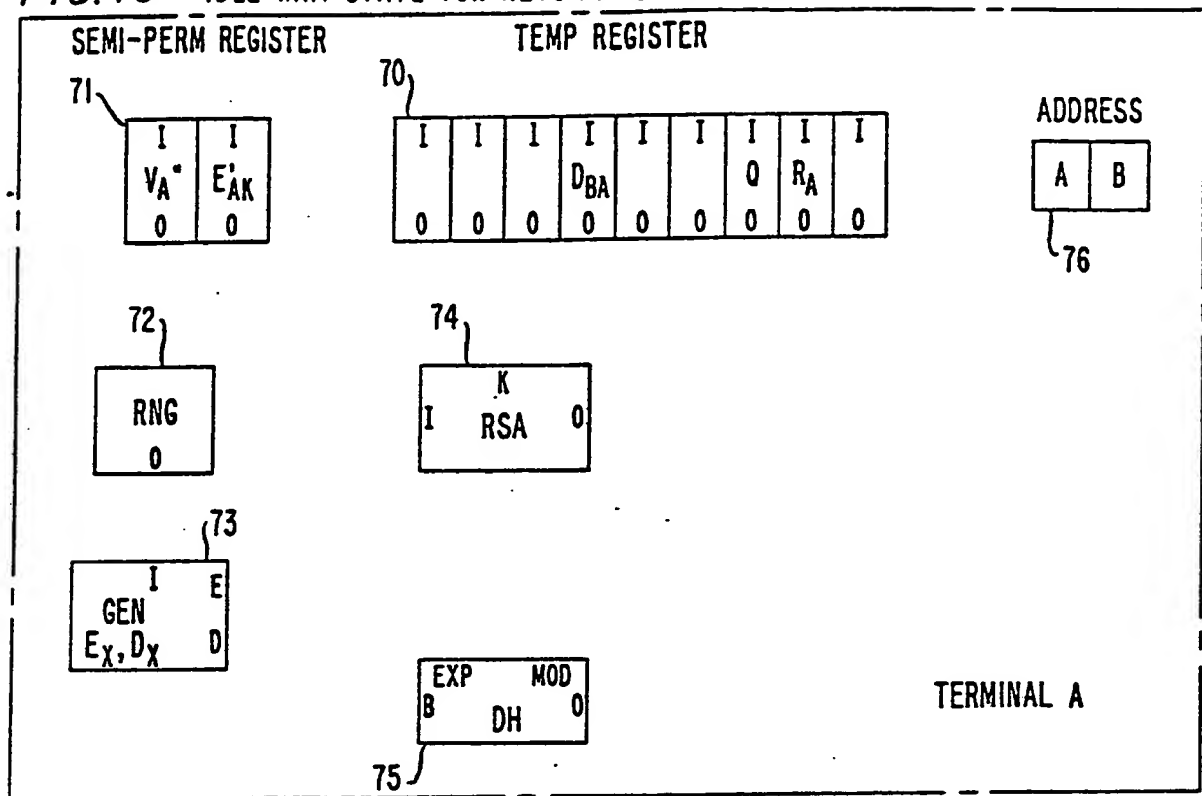 SEMI-PERM REGISTER TEMP REGISTER
71 70
ADDRESS
I I I I 1 I I I I I I
V_A" E'_AK D_BA Q R_A A B
0 0 0 0 0 0 0 0 0 0 0
76
72 74
K
RNG I RSA 0
0
73
I E
GEN
E_X, D_X D
EXP MOD
B DH 0
TERMINAL A
75